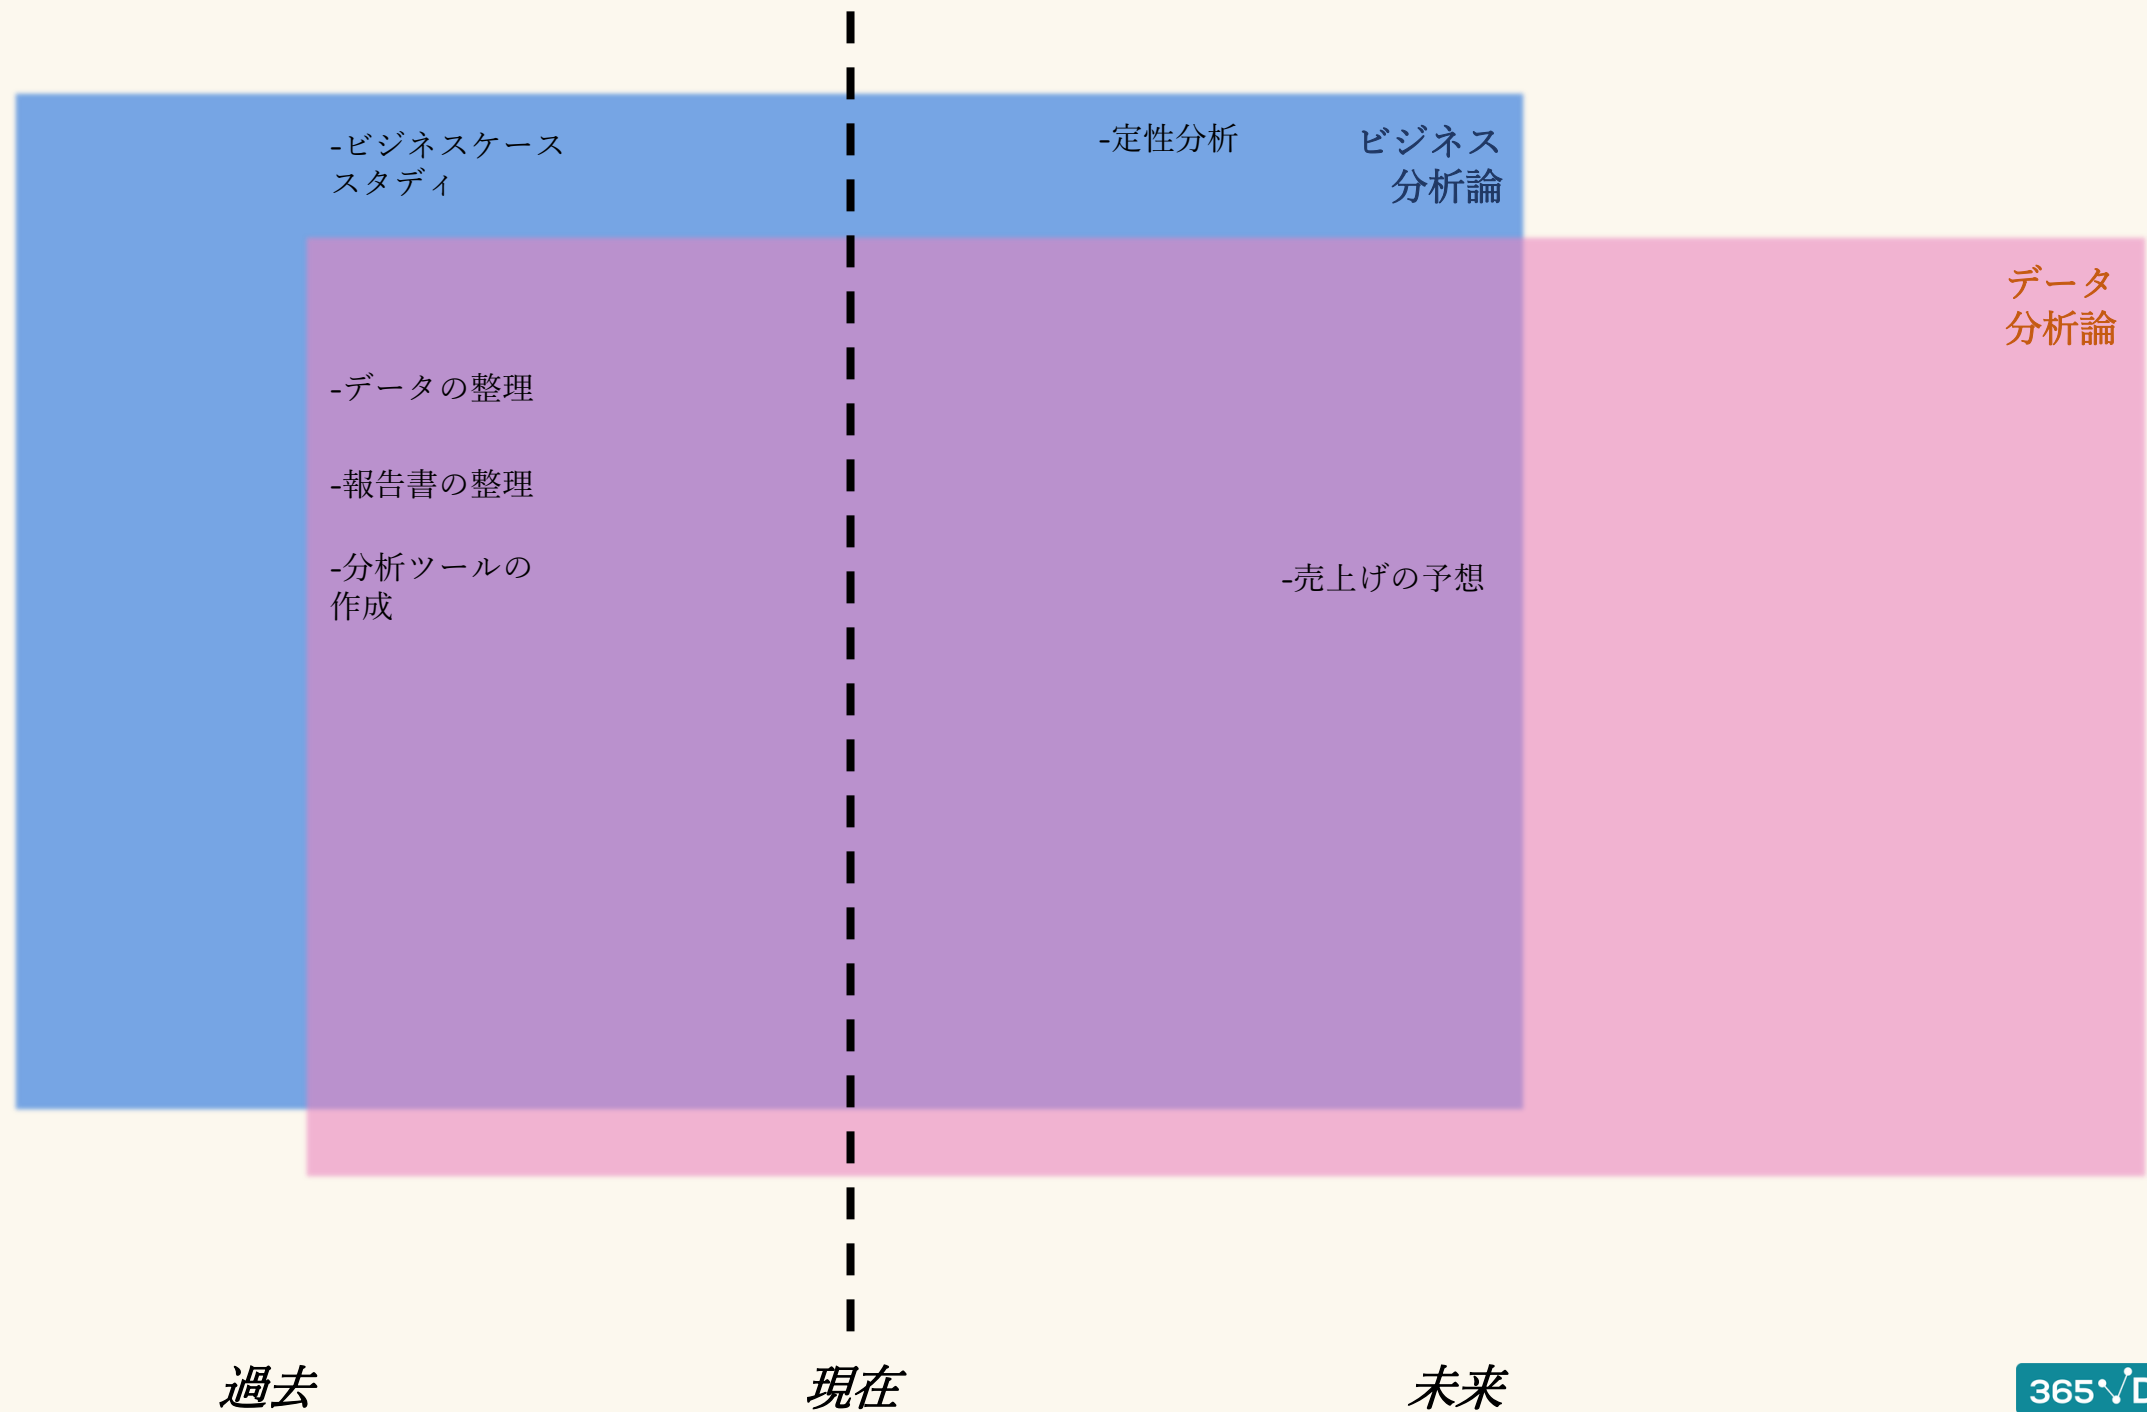 -ビジネスケース
スタディ
-定性分析
ビジネス
分析論
データ
分析論
-データの整理
-報告書の整理
-分析ツールの
作成
-売上げの予想
過去
現在
未来
365